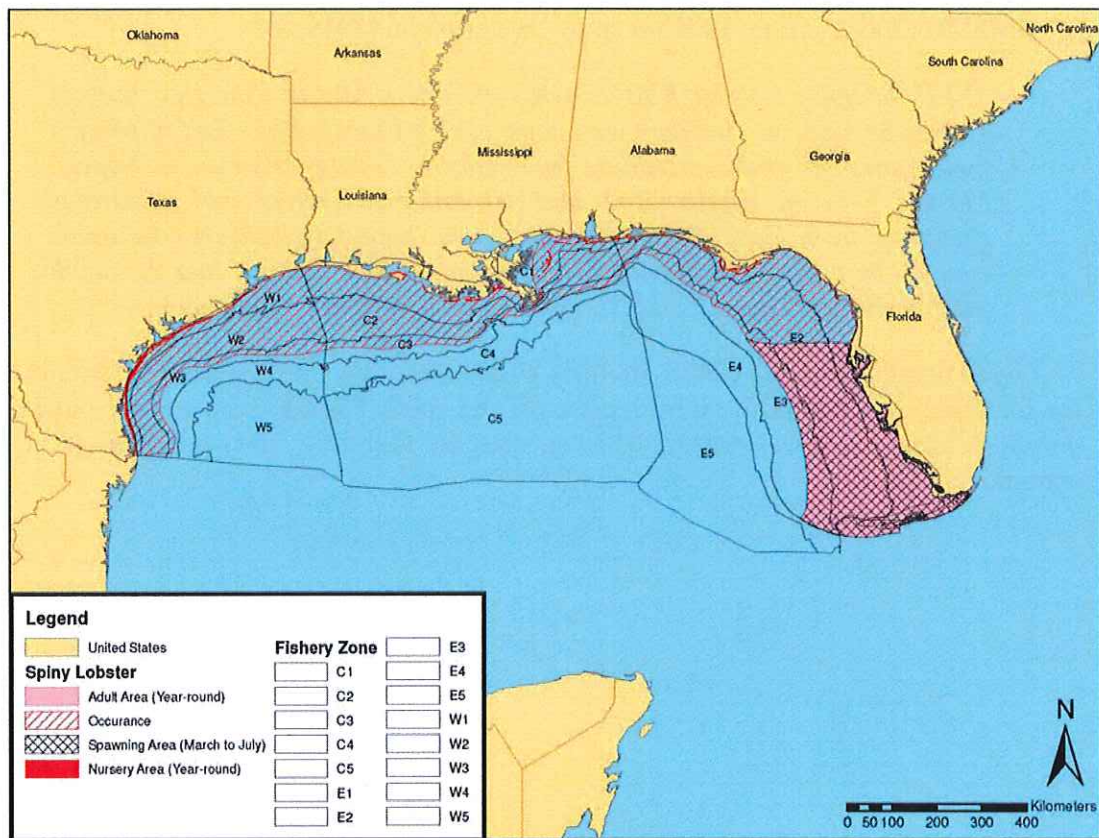 Oklahoma
Arkansas
North Carolina
South Carolina
Mississippi
Alabama
Georgia
Texas
Louisiana
Florida
C1
W1
C2
W2
C3
E2
W3
W4
C4
E4
E3
W5
C5
E5
Legend
United States
Spiny Lobster
Adult Area (Year-round)
Occurance
Spawning Area (March to July)
Nursery Area (Year-round)
Fishery Zone
C1
C2
C3
C4
C5
E1
E2
E3
E4
E5
W1
W2
W3
W4
W5
N
Kilometers
0 50 100 200 300 400